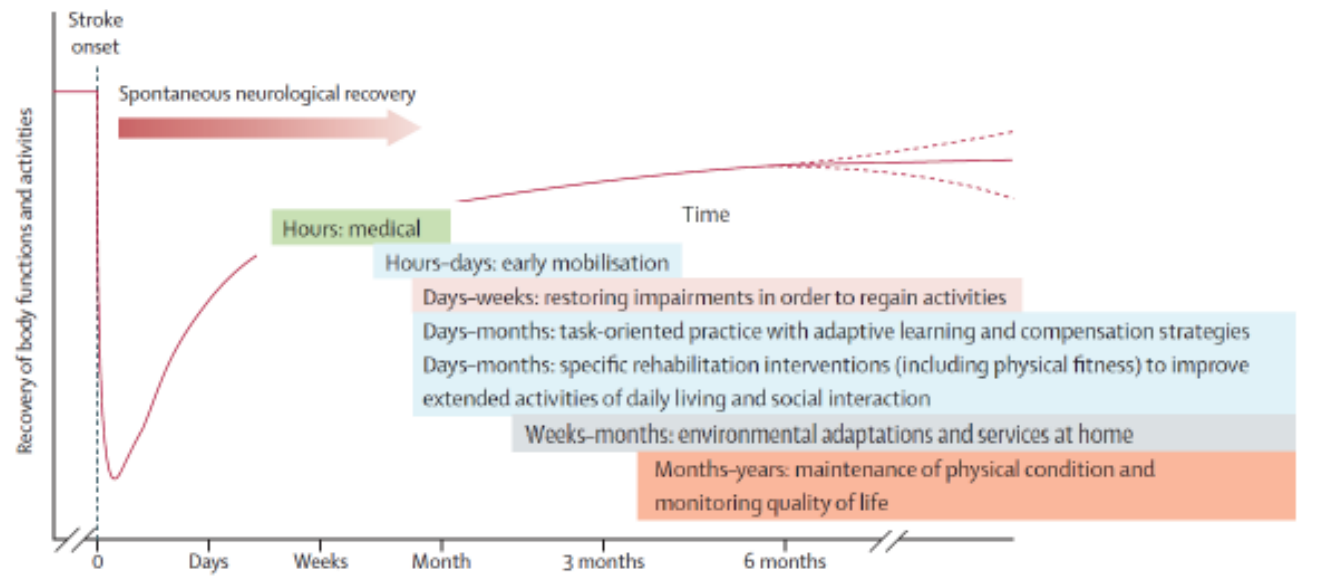 Stroke
onset
Spontaneous neurological recovery
Recovery of body functions and activities
Time
Hours: medical
Hours–days: early mobilisation
Days–weeks: restoring impairments in order to regain activities
Days–months: task-oriented practice with adaptive learning and compensation strategies
Days–months: specific rehabilitation interventions (including physical fitness) to improve
extended activities of daily living and social interaction
Weeks–months: environmental adaptations and services at home
Months–years: maintenance of physical condition and
monitoring quality of life
0 Days Weeks Month 3 months 6 months